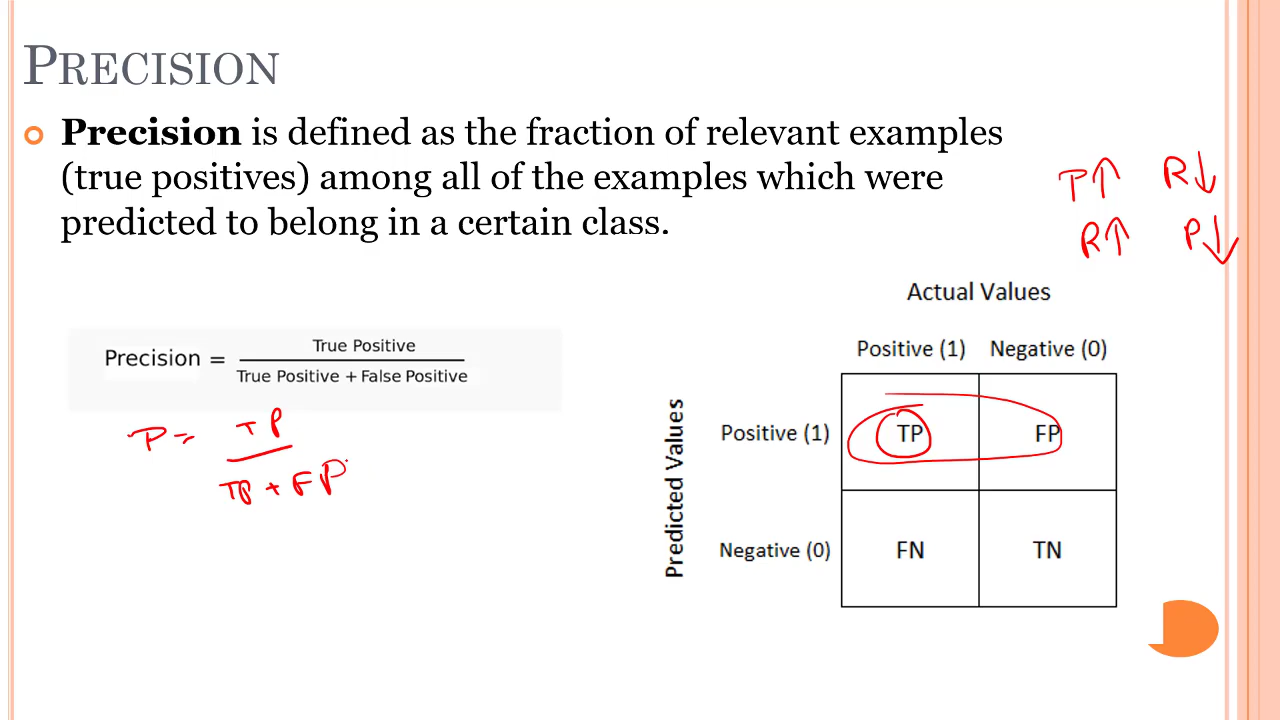 PRECISION
Precision is defined as the fraction of relevant examples
(true positives) among all of the examples which were
predicted to belong in a certain class.
P↑ R↓
R↑ P↓
Precision = True Positive
True Positive + False Positive
P = TP
TP + FP
Actual Values
Positive (1) Negative (0)
Predicted Values
Positive (1) TP FP
Negative (0) FN TN